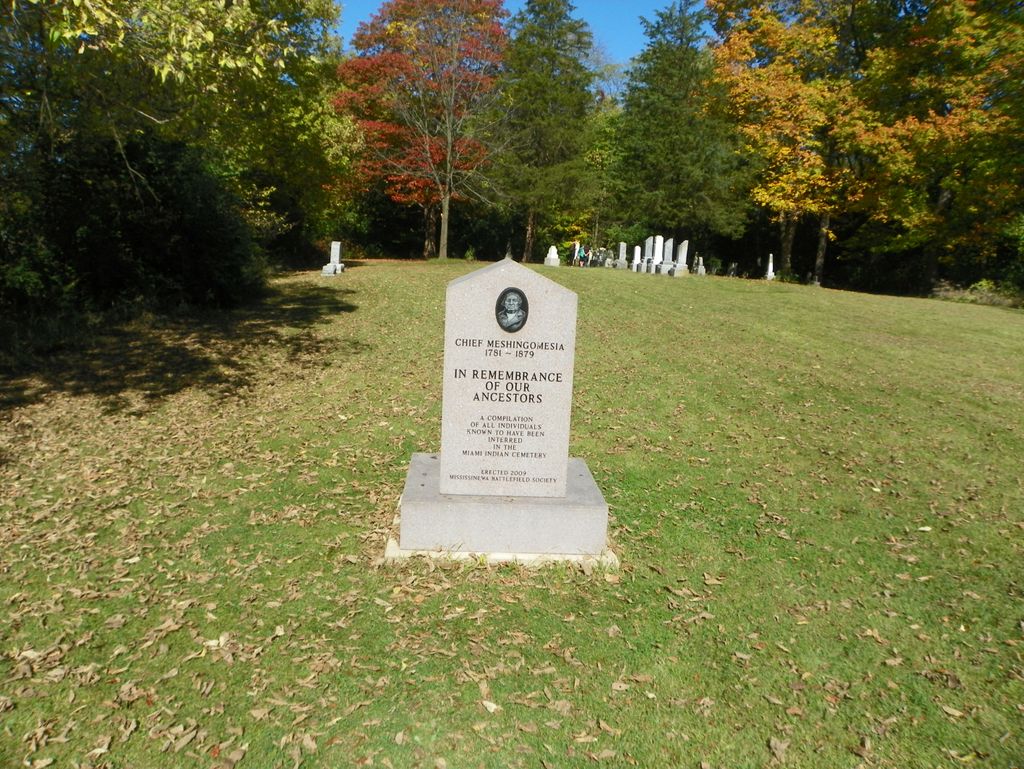 CHIEF MESHINGOMESIA
1781 ~ 1879
IN REMEMBRANCE
OF OUR
ANCESTORS
A COMPILATION
OF ALL INDIVIDUALS
KNOWN TO HAVE BEEN
INTERRED
IN THE
MIAMI INDIAN CEMETERY
ERECTED 2009
MISSISSINEWA BATTLEFIELD SOCIETY